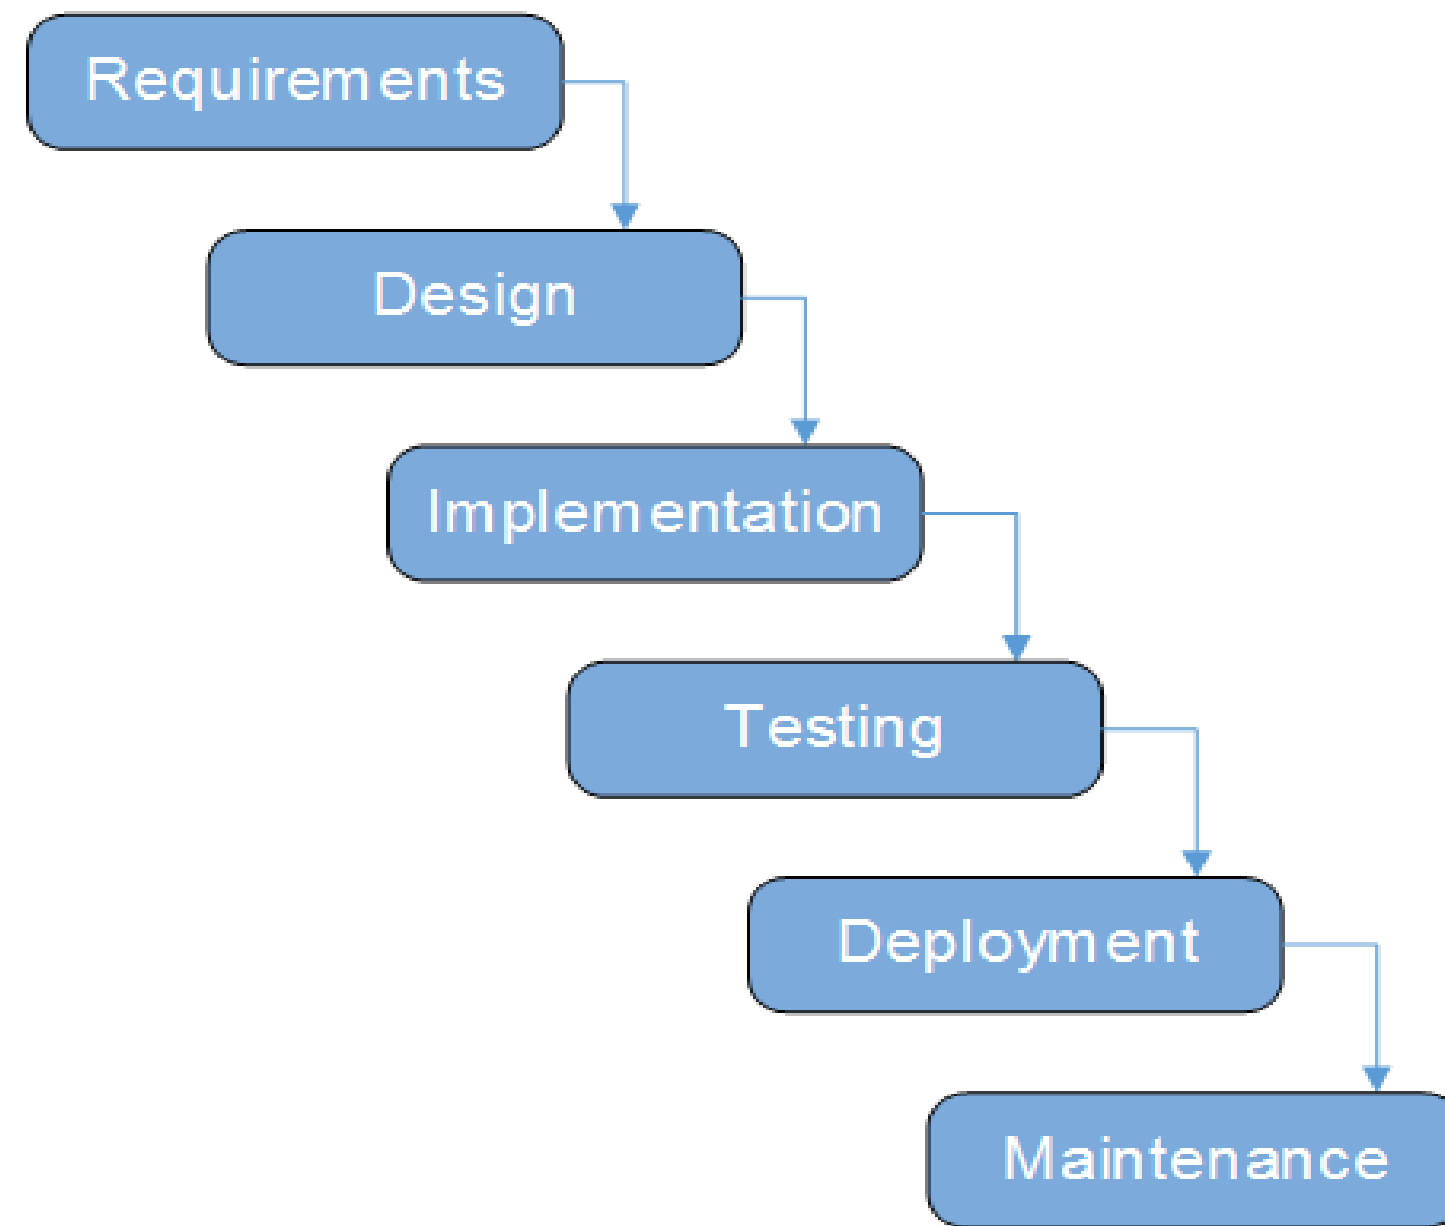 Requirements
Design
Implementation
Testing
Deployment
Maintenance